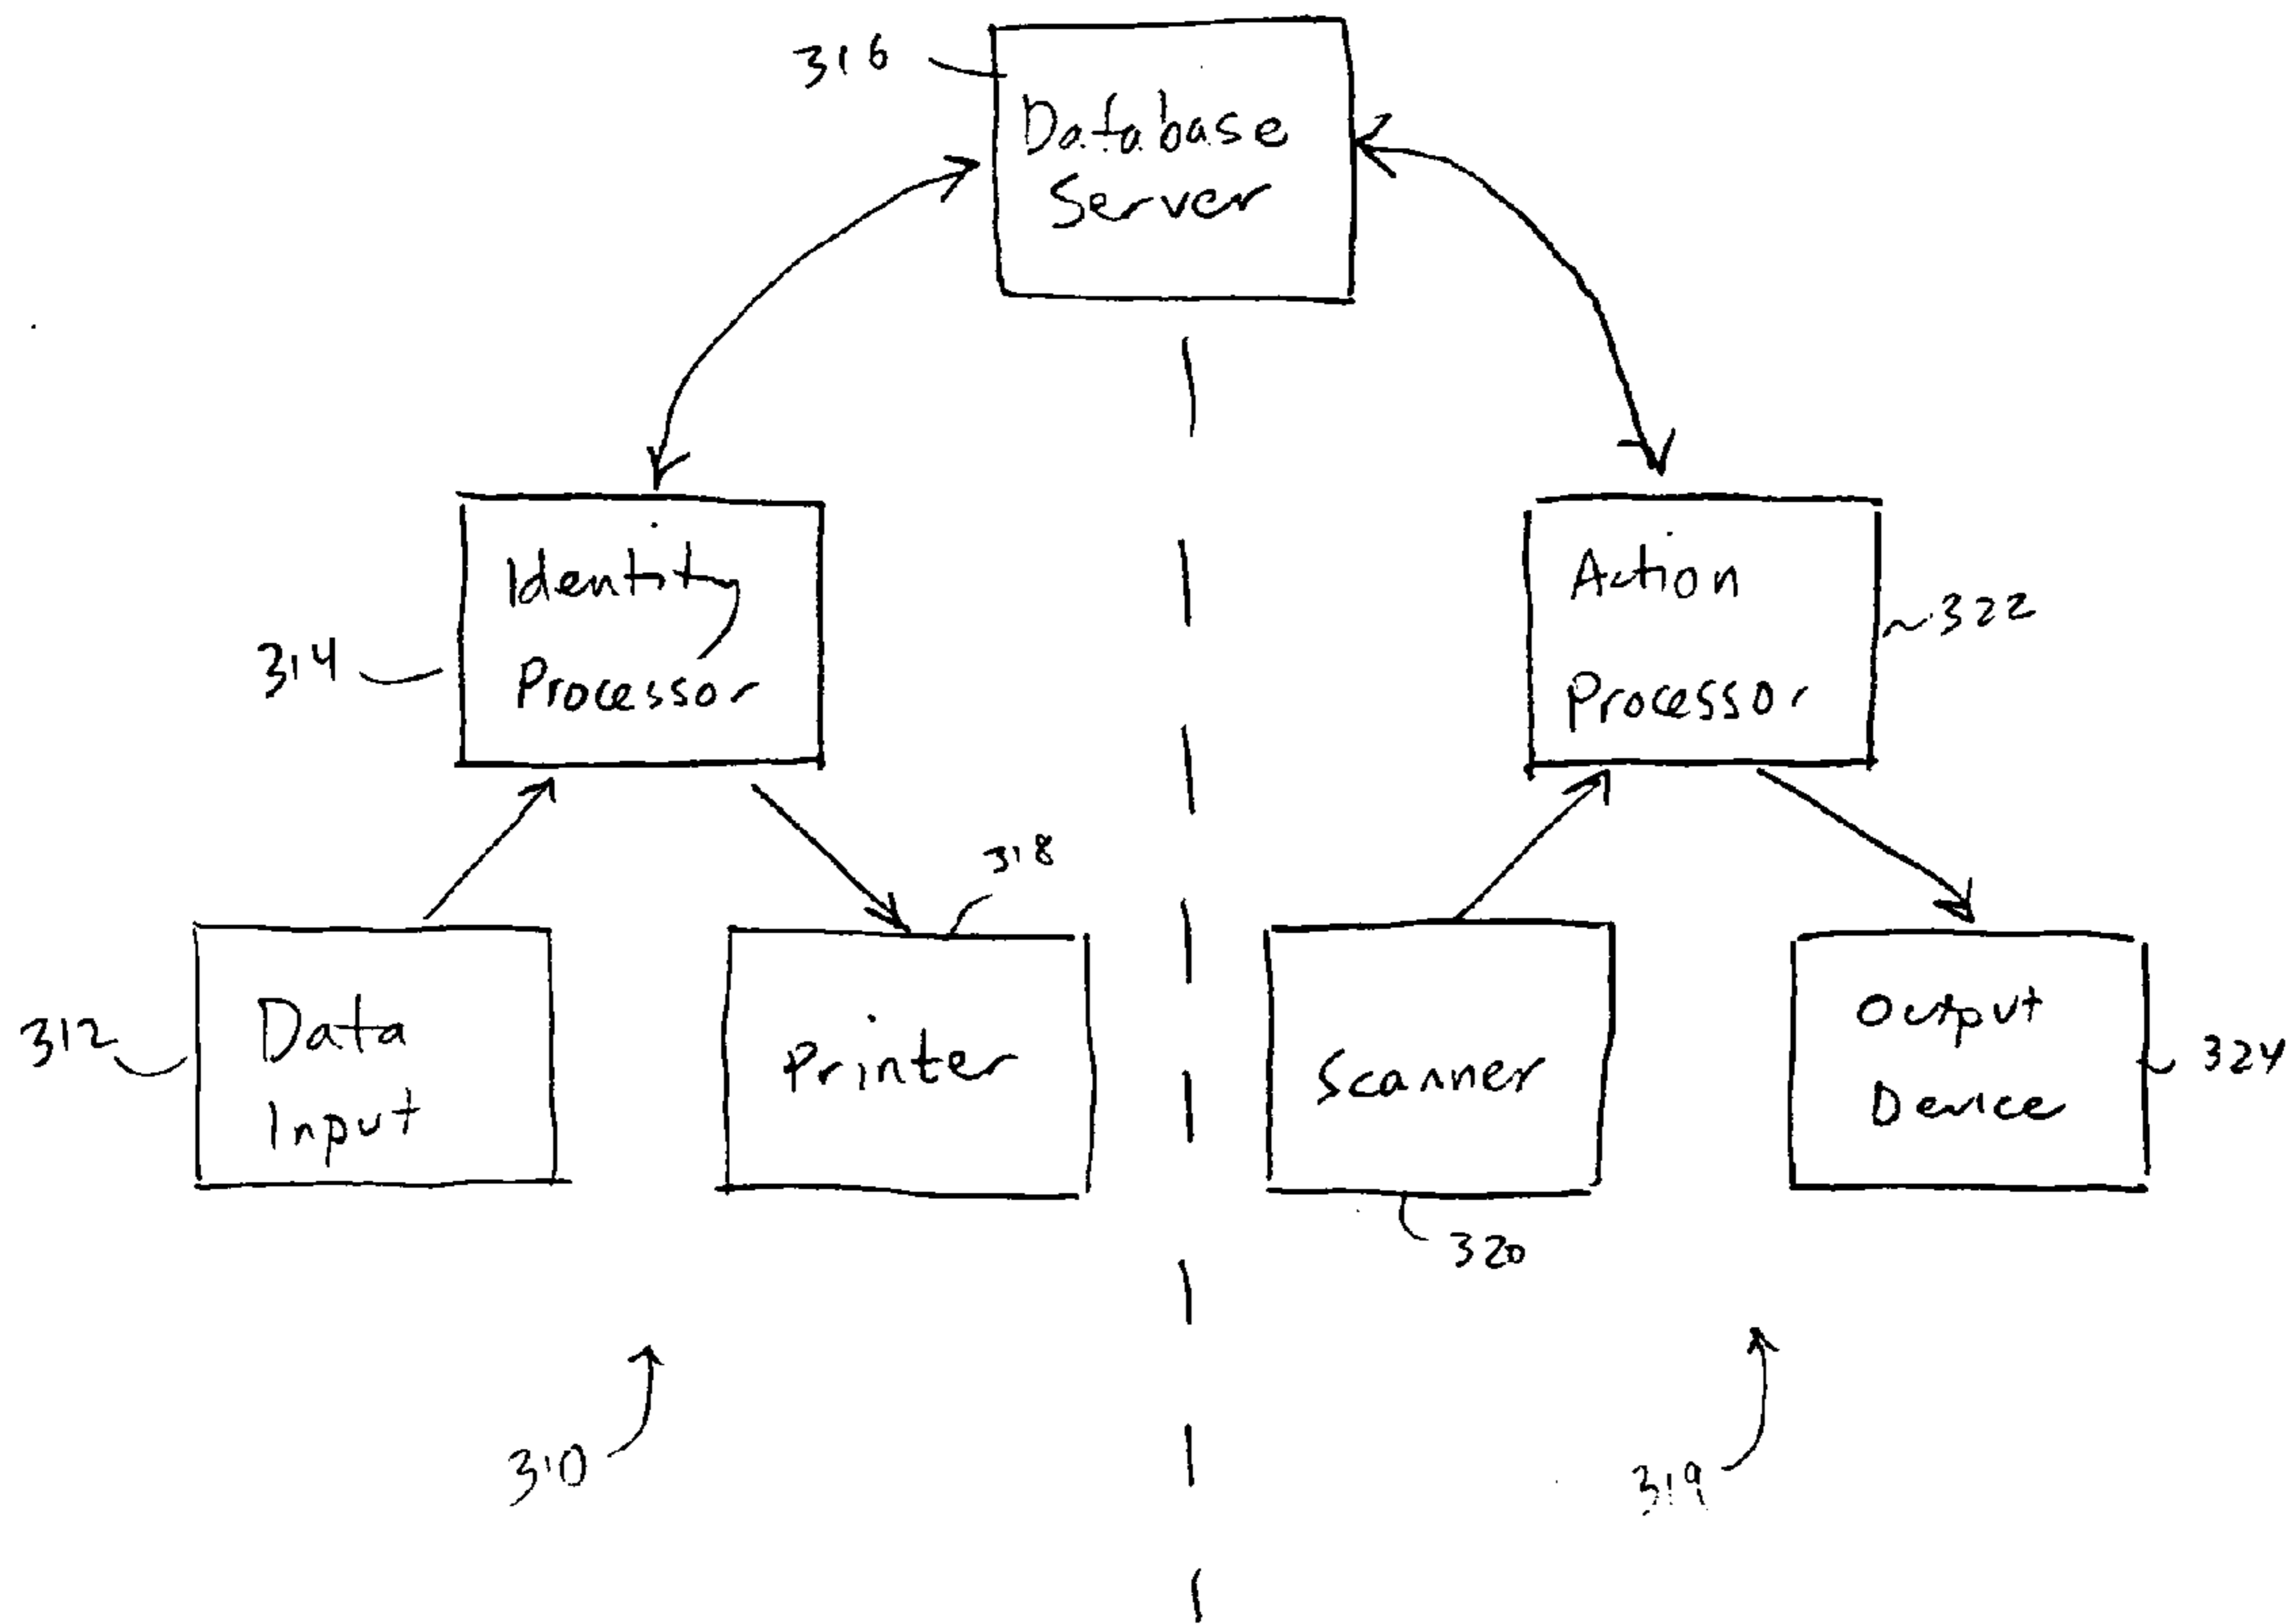 316
Database
Server
Identity
Processor
314
Action
Processor
322
318
312
Data
Input
Printer
Scanner
Output
Device
324
320
310
319